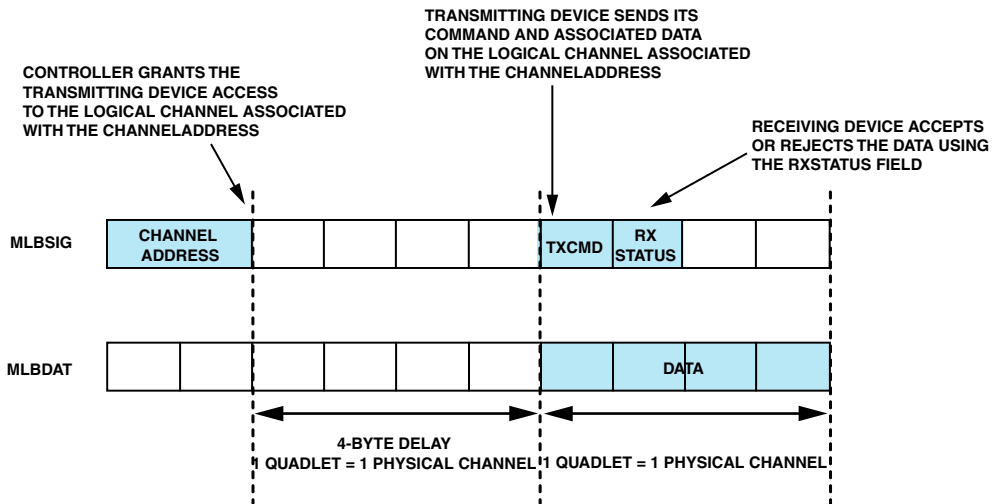 TRANSMITTING DEVICE SENDS ITS
COMMAND AND ASSOCIATED DATA
ON THE LOGICAL CHANNEL ASSOCIATED
WITH THE CHANNELADDRESS
CONTROLLER GRANTS THE
TRANSMITTING DEVICE ACCESS
TO THE LOGICAL CHANNEL ASSOCIATED
WITH THE CHANNELADDRESS
RECEIVING DEVICE ACCEPTS
OR REJECTS THE DATA USING
THE RXSTATUS FIELD
MLBSIG
CHANNEL
ADDRESS
TXCMD
RX
STATUS
MLBDAT
DATA
4-BYTE DELAY
1 QUADLET = 1 PHYSICAL CHANNEL
1 QUADLET = 1 PHYSICAL CHANNEL